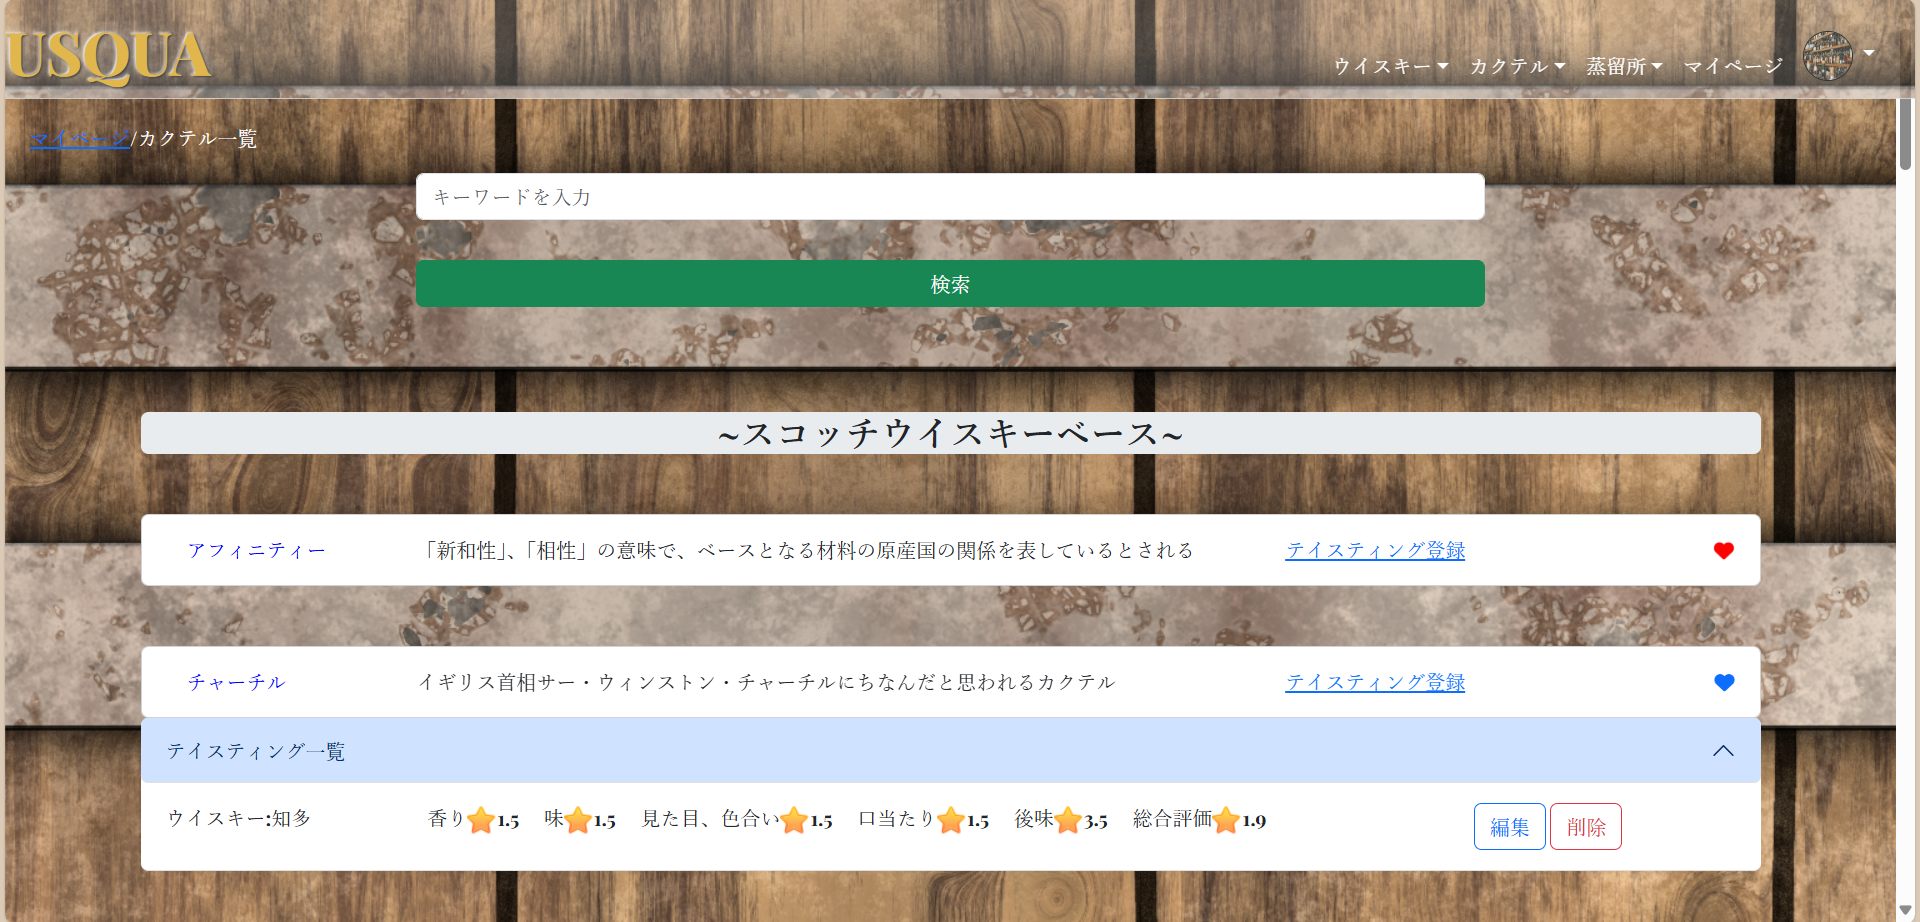 USQUA
ウイスキー カクテル 蒸留所 マイページ
マイページ/カクテル一覧
キーワードを入力
検索
~スコッチウイスキーベース~
アフィニティー 「新和性」、「相性」の意味で、ベースとなる材料の原産国の関係を表しているとされる テイスティング登録
チャーチル イギリス首相サー・ウィンストン・チャーチルにちなんだと思われるカクテル テイスティング登録
テイスティング一覧
ウイスキー:知多 香り⭐1.5 味⭐1.5 見た目、色合い⭐1.5 口当たり⭐1.5 後味⭐3.5 総合評価⭐1.9 編集 削除